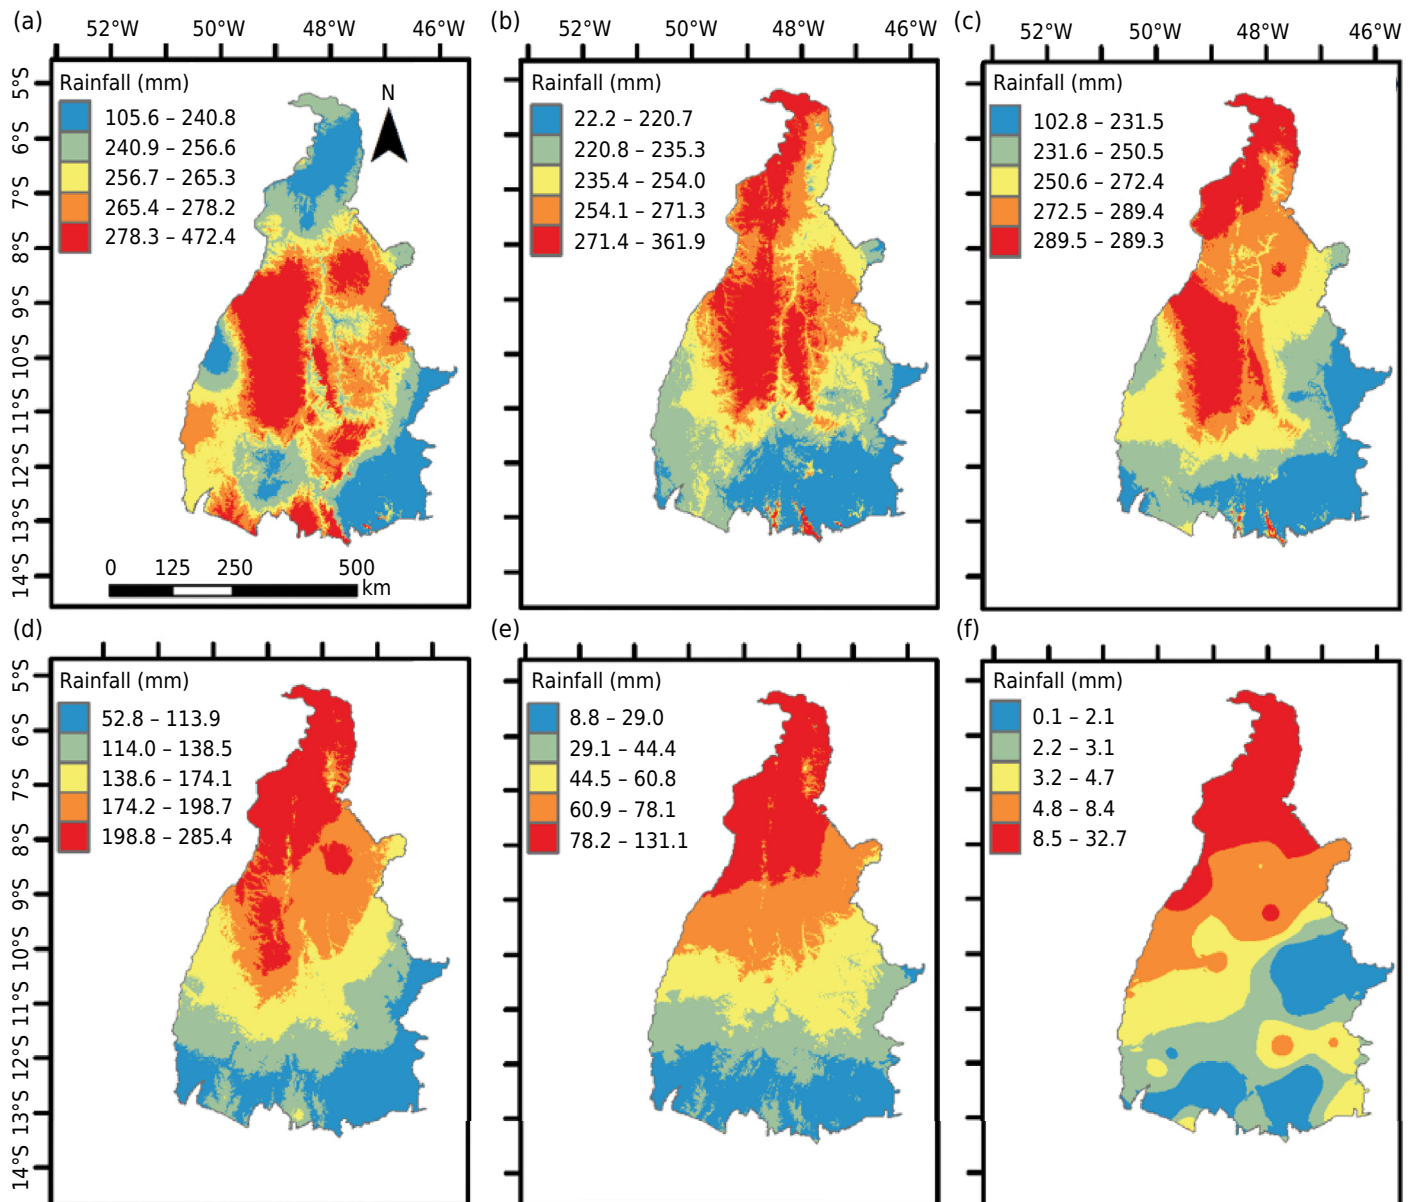 (a) (b) (c)
52°W 50°W 48°W 46°W 52°W 50°W 48°W 46°W 52°W 50°W 48°W 46°W
Rainfall (mm)
105.6 – 240.8
240.9 – 256.6
256.7 – 265.3
265.4 – 278.2
278.3 – 472.4
N
5°S
6°S
7°S
8°S
9°S
10°S
11°S
12°S
13°S
14°S
0 125 250 500
km
Rainfall (mm)
22.2 – 220.7
220.8 – 235.3
235.4 – 254.0
254.1 – 271.3
271.4 – 361.9
Rainfall (mm)
102.8 – 231.5
231.6 – 250.5
250.6 – 272.4
272.5 – 289.4
289.5 – 289.3
(d) (e) (f)
Rainfall (mm)
52.8 – 113.9
114.0 – 138.5
138.6 – 174.1
174.2 – 198.7
198.8 – 285.4
5°S
6°S
7°S
8°S
9°S
10°S
11°S
12°S
13°S
14°S
Rainfall (mm)
8.8 – 29.0
29.1 – 44.4
44.5 – 60.8
60.9 – 78.1
78.2 – 131.1
Rainfall (mm)
0.1 – 2.1
2.2 – 3.1
3.2 – 4.7
4.8 – 8.4
8.5 – 32.7